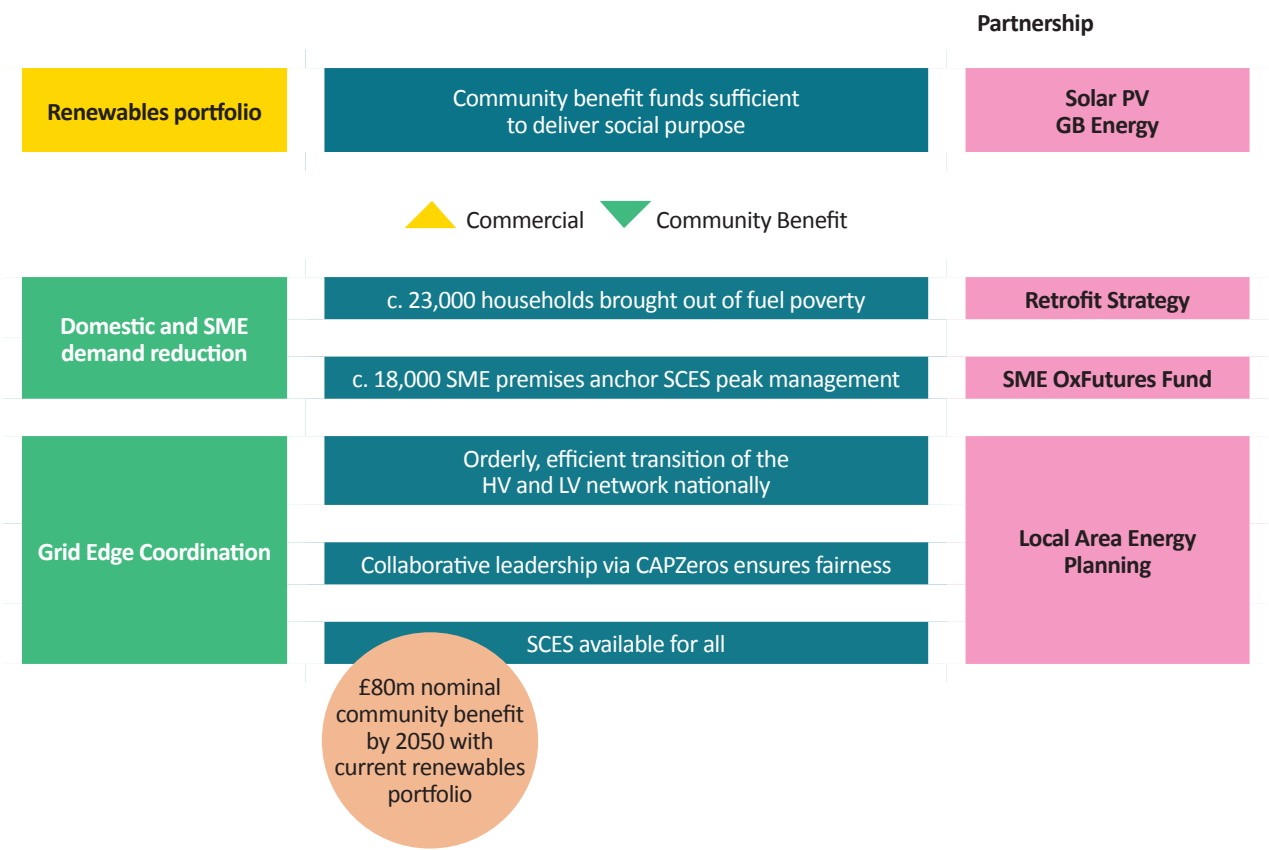 Partnership
Renewables portfolio
Community benefit funds sufficient
to deliver social purpose
Solar PV
GB Energy
Commercial
Community Benefit
Domestic and SME
demand reduction
c. 23,000 households brought out of fuel poverty
Retrofit Strategy
c. 18,000 SME premises anchor SCES peak management
SME OxFutures Fund
Grid Edge Coordination
Orderly, efficient transition of the
HV and LV network nationally
Collaborative leadership via CAPZeros ensures fairness
SCES available for all
Local Area Energy
Planning
£80m nominal
community benefit
by 2050 with
current renewables
portfolio